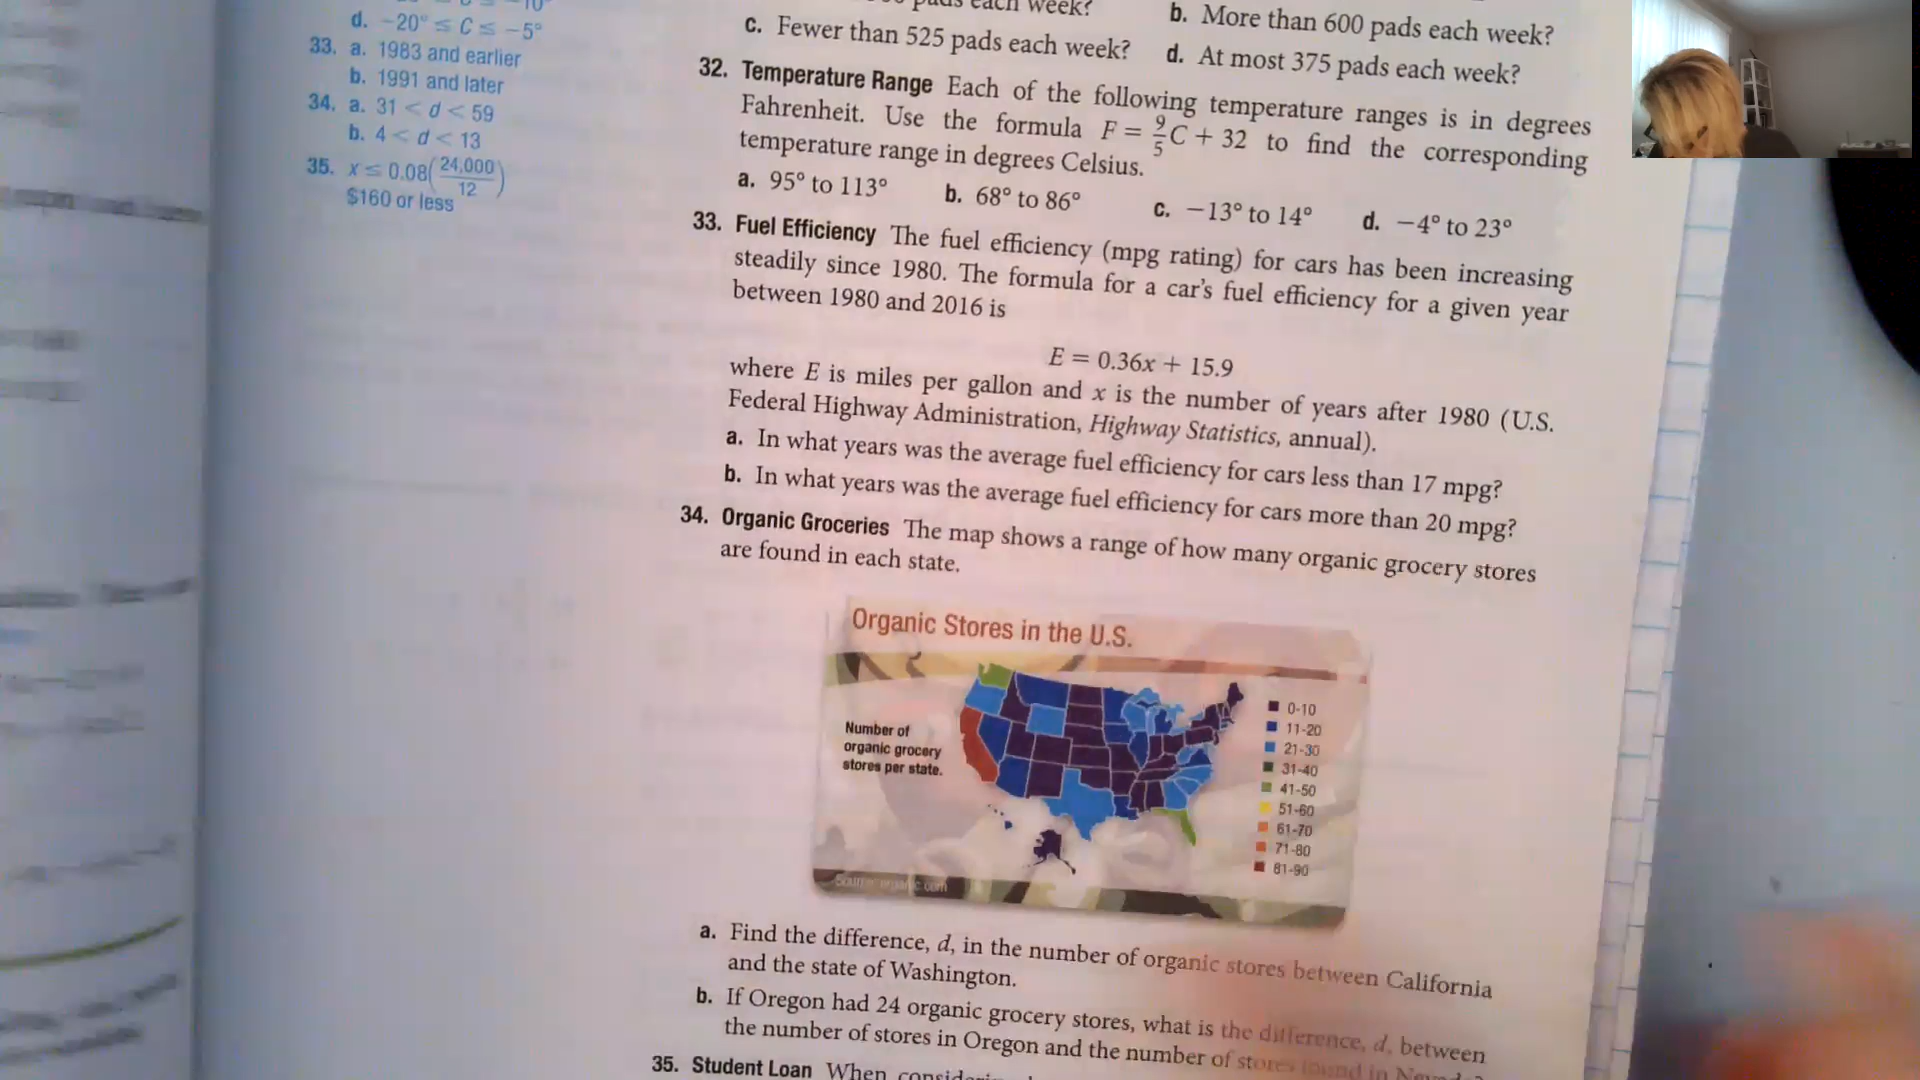 d. −20° ≤ C ≤ −5°
33. a. 1983 and earlier
b. 1991 and later
34. a. 31 < d < 59
b. 4 < d < 13
35. x ≤ 0.08(24,000/12)
$160 or less
each week?
b. More than 600 pads each week?
c. Fewer than 525 pads each week?
d. At most 375 pads each week?
32. Temperature Range Each of the following temperature ranges is in degrees
Fahrenheit. Use the formula F = 9/5 C + 32 to find the corresponding
temperature range in degrees Celsius.
a. 95° to 113° b. 68° to 86° c. −13° to 14° d. −4° to 23°
33. Fuel Efficiency The fuel efficiency (mpg rating) for cars has been increasing
steadily since 1980. The formula for a car's fuel efficiency for a given year
between 1980 and 2016 is
E = 0.36x + 15.9
where E is miles per gallon and x is the number of years after 1980 (U.S.
Federal Highway Administration, Highway Statistics, annual).
a. In what years was the average fuel efficiency for cars less than 17 mpg?
b. In what years was the average fuel efficiency for cars more than 20 mpg?
34. Organic Groceries The map shows a range of how many organic grocery stores
are found in each state.
Organic Stores in the U.S.
Number of
organic grocery
stores per state.
0-10
11-20
21-30
31-40
41-50
51-60
61-70
71-80
81-90
Source: organic.com
a. Find the difference, d, in the number of organic stores between California
and the state of Washington.
b. If Oregon had 24 organic grocery stores, what is the difference, d, between
the number of stores in Oregon and the number of stores found in
35. Student Loan When